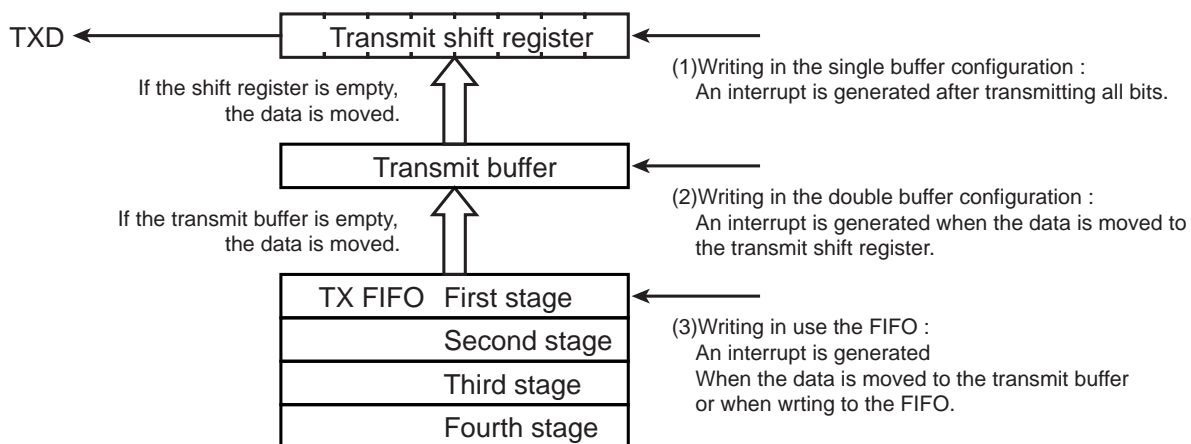 TXD
Transmit shift register
(1)Writing in the single buffer configuration :
An interrupt is generated after transmitting all bits.
If the shift register is empty,
the data is moved.
Transmit buffer
(2)Writing in the double buffer configuration :
An interrupt is generated when the data is moved to
the transmit shift register.
If the transmit buffer is empty,
the data is moved.
TX FIFO First stage
Second stage
Third stage
Fourth stage
(3)Writing in use the FIFO :
An interrupt is generated
When the data is moved to the transmit buffer
or when wrting to the FIFO.